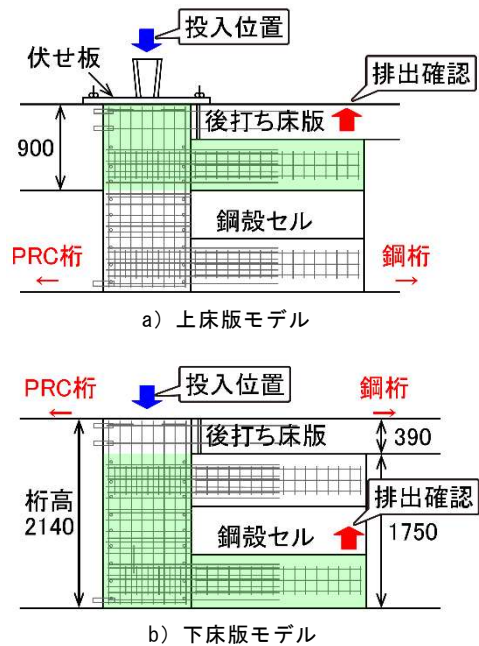 投入位置
伏せ板
排出確認
後打ち床版
900
鋼殻セル
PRC桁
←
鋼桁
→
a）上床版モデル
PRC桁
←
投入位置
鋼桁
→
後打ち床版
390
排出確認
桁高
2140
鋼殻セル
1750
b）下床版モデル